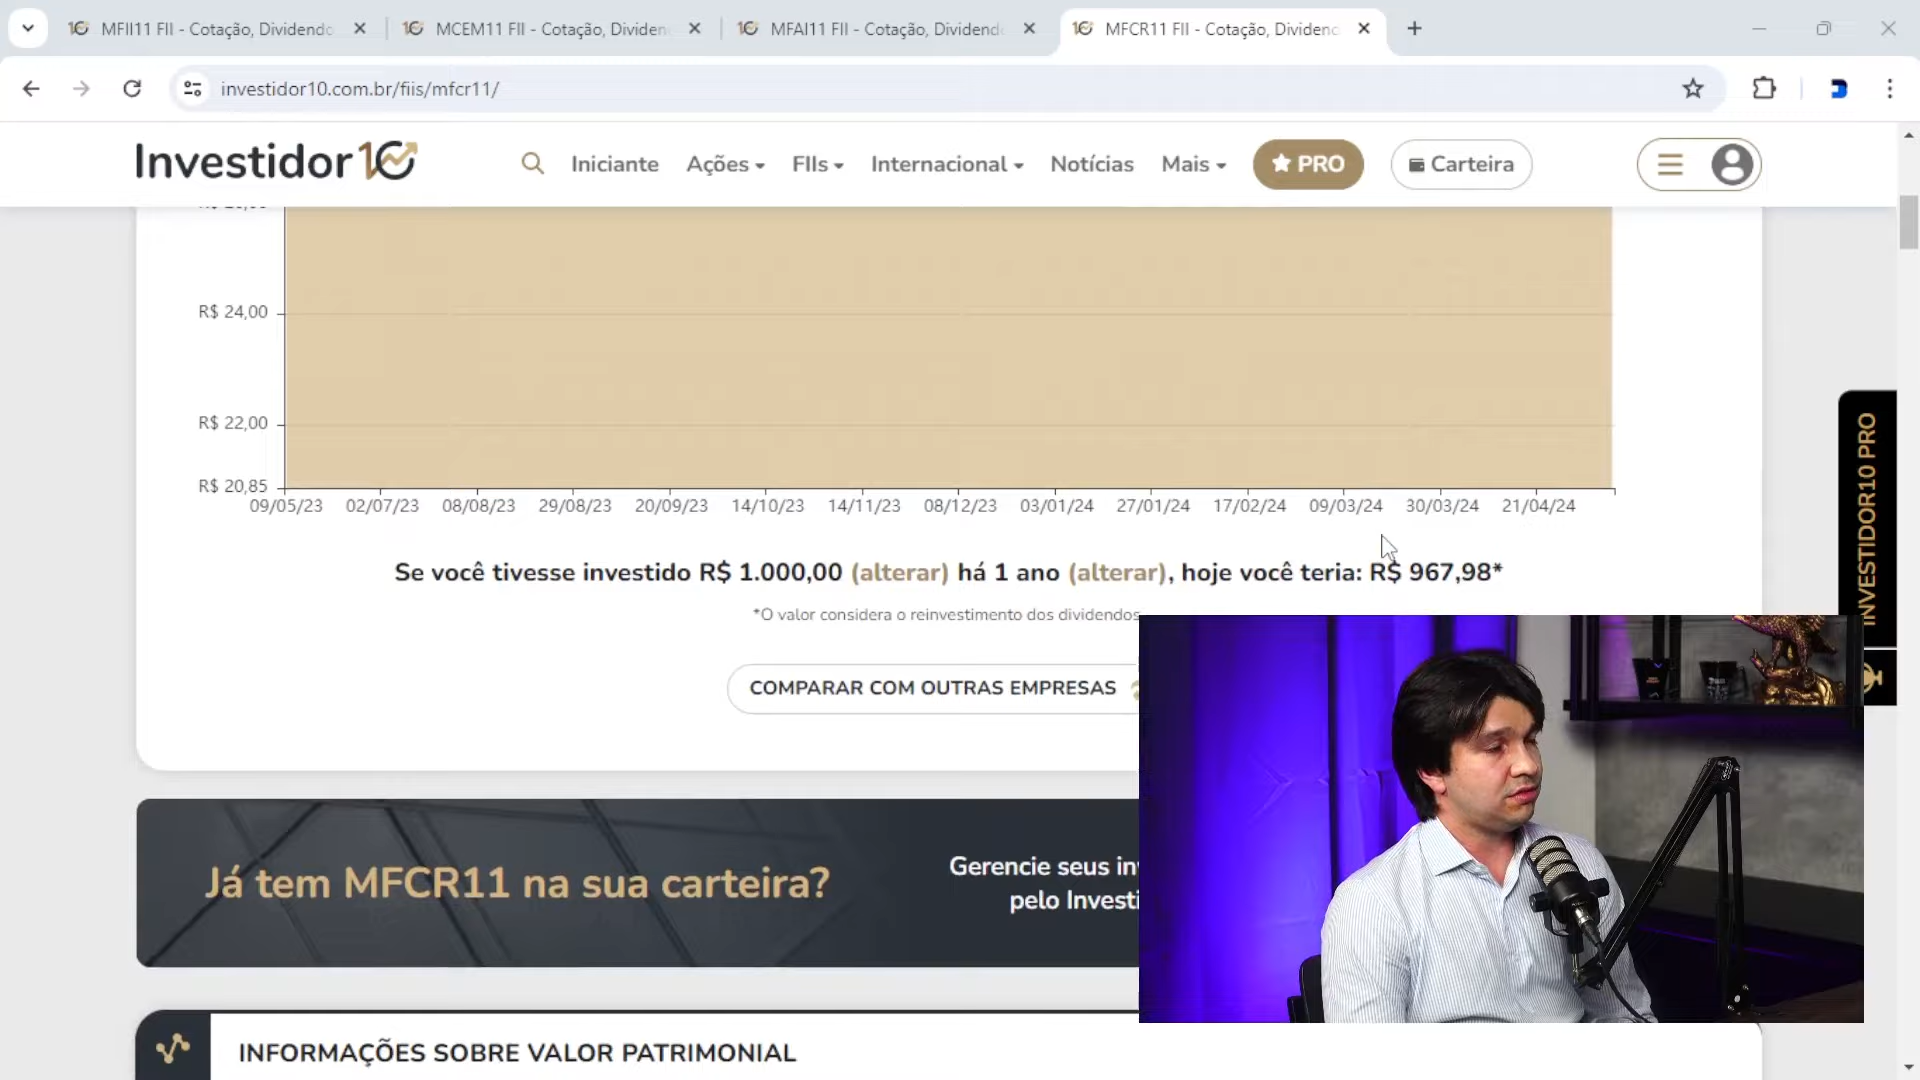 MFII11 FII - Cotação, Dividendo
MCEM11 FII - Cotação, Dividen
MFAI11 FII - Cotação, Dividend
MFCR11 FII - Cotação, Dividenc
investidor10.com.br/fiis/mfcr11/
Investidor 10
Iniciante
Ações
FIIs
Internacional
Notícias
Mais
PRO
Carteira
R$ 24,00
R$ 22,00
R$ 20,85
09/05/23 02/07/23 08/08/23 29/08/23 20/09/23 14/10/23 14/11/23 08/12/23 03/01/24 27/01/24 17/02/24 09/03/24 30/03/24 21/04/24
Se você tivesse investido R$ 1.000,00 (alterar) há 1 ano (alterar), hoje você teria: R$ 967,98*
*O valor considera o reinvestimento dos dividendos
COMPARAR COM OUTRAS EMPRESAS
INVESTIDOR10 PRO
Já tem MFCR11 na sua carteira?
Gerencie seus in
pelo Investi
INFORMAÇÕES SOBRE VALOR PATRIMONIAL